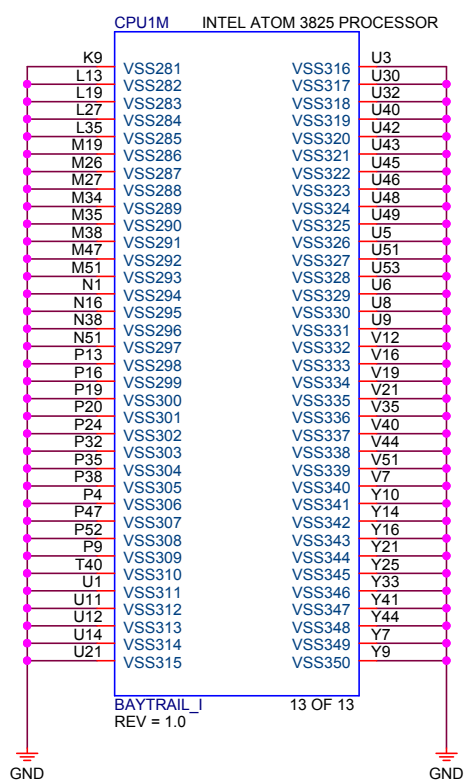 CPU1M INTEL ATOM 3825 PROCESSOR
K9 VSS281 VSS316 U3
L13 VSS282 VSS317 U30
L19 VSS283 VSS318 U32
L27 VSS284 VSS319 U40
L35 VSS285 VSS320 U42
M19 VSS286 VSS321 U43
M26 VSS287 VSS322 U45
M27 VSS288 VSS323 U46
M34 VSS289 VSS324 U48
M35 VSS290 VSS325 U49
M38 VSS291 VSS326 U5
M47 VSS292 VSS327 U51
M51 VSS293 VSS328 U53
N1 VSS294 VSS329 U6
N16 VSS295 VSS330 U8
N38 VSS296 VSS331 U9
N51 VSS297 VSS332 V12
P13 VSS298 VSS333 V16
P16 VSS299 VSS334 V19
P19 VSS300 VSS335 V21
P20 VSS301 VSS336 V35
P24 VSS302 VSS337 V40
P32 VSS303 VSS338 V44
P35 VSS304 VSS339 V51
P38 VSS305 VSS340 V7
P4 VSS306 VSS341 Y10
P47 VSS307 VSS342 Y14
P52 VSS308 VSS343 Y16
P9 VSS309 VSS344 Y21
T40 VSS310 VSS345 Y25
U1 VSS311 VSS346 Y33
U11 VSS312 VSS347 Y41
U12 VSS313 VSS348 Y44
U14 VSS314 VSS349 Y7
U21 VSS315 VSS350 Y9
BAYTRAIL_I 13 OF 13
REV = 1.0
GND GND